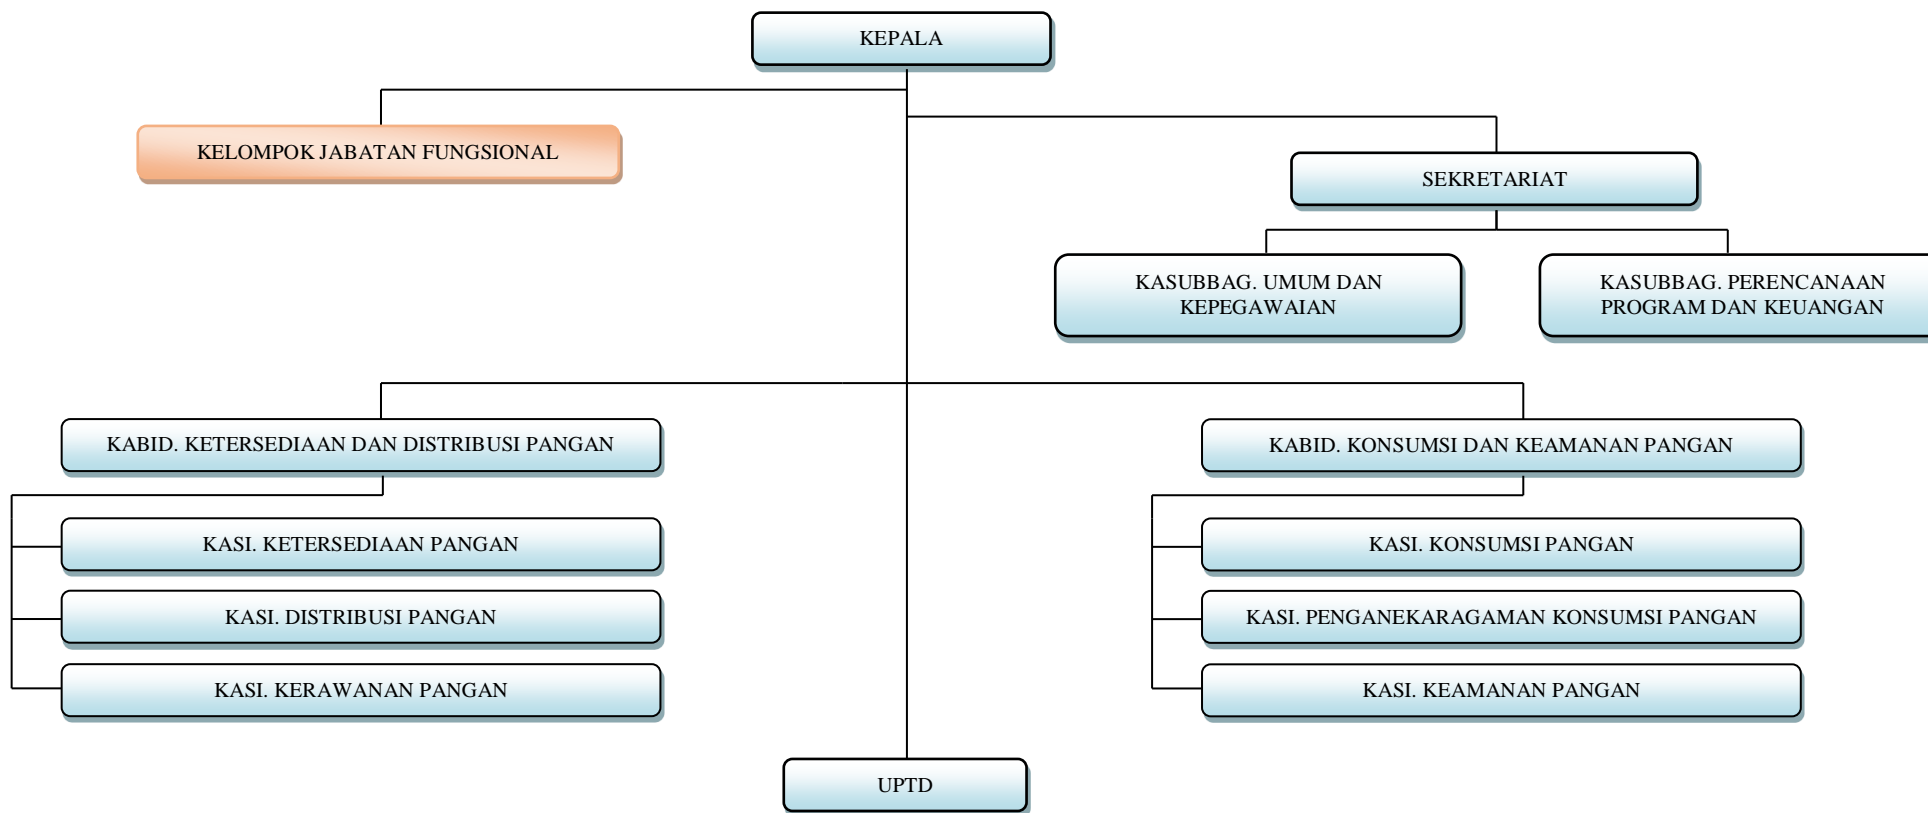 KEPALA
KELOMPOK JABATAN FUNGSIONAL
SEKRETARIAT
KASUBBAG. UMUM DAN
KEPEGAWAIAN
KASUBBAG. PERENCANAAN
PROGRAM DAN KEUANGAN
KABID. KETERSEDIAAN DAN DISTRIBUSI PANGAN
KASI. KETERSEDIAAN PANGAN
KASI. DISTRIBUSI PANGAN
KASI. KERAWANAN PANGAN
KABID. KONSUMSI DAN KEAMANAN PANGAN
KASI. KONSUMSI PANGAN
KASI. PENGANEKARAGAMAN KONSUMSI PANGAN
KASI. KEAMANAN PANGAN
UPTD